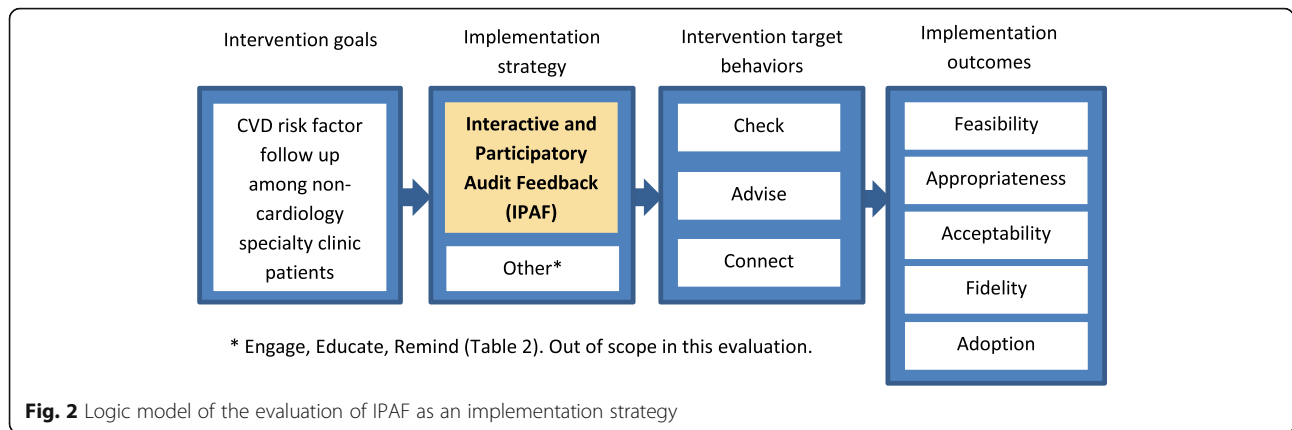 Intervention goals
CVD risk factor
follow up
among non-
cardiology
specialty clinic
patients
Implementation
strategy
Interactive and
Participatory
Audit Feedback
(IPAF)
Other*
Intervention target
behaviors
Check
Advise
Connect
Implementation
outcomes
Feasibility
Appropriateness
Acceptability
Fidelity
Adoption
* Engage, Educate, Remind (Table 2). Out of scope in this evaluation.
Fig. 2 Logic model of the evaluation of IPAF as an implementation strategy